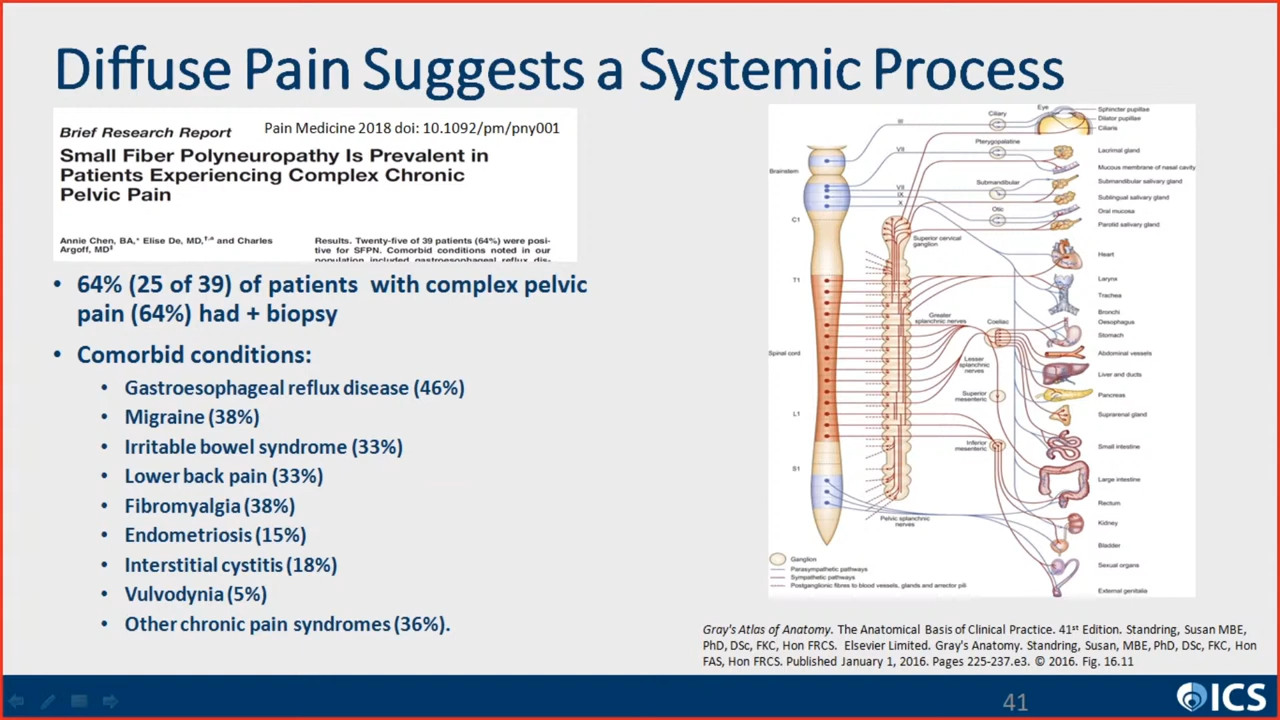 Diffuse Pain Suggests a Systemic Process
Brief Research Report
Pain Medicine 2018 doi: 10.1092/pm/pny001
Small Fiber Polyneuropathy Is Prevalent in
Patients Experiencing Complex Chronic
Pelvic Pain
Annie Chen, BA,* Elise De, MD,†,a and Charles
Argoff, MD‡
Results. Twenty-five of 39 patients (64%) were posi-
tive for SFPN. Comorbid conditions noted in our
population included gastroesophageal reflux dis-
• 64% (25 of 39) of patients with complex pelvic
pain (64%) had + biopsy
• Comorbid conditions:
• Gastroesophageal reflux disease (46%)
• Migraine (38%)
• Irritable bowel syndrome (33%)
• Lower back pain (33%)
• Fibromyalgia (38%)
• Endometriosis (15%)
• Interstitial cystitis (18%)
• Vulvodynia (5%)
• Other chronic pain syndromes (36%).
Brainstem
C1
T1
Spinal cord
L1
S1
III
VII
VII
IX
X
Ciliary
Pterygopalatine
Submandibular
Otic
Superior cervical
ganglion
Greater
splanchnic nerves
Coeliac
Lesser
splanchnic
nerves
Superior
mesenteric
Inferior
mesenteric
Pelvic splanchnic
nerves
Eye
Sphincter pupillae
Dilator pupillae
Ciliaris
Lacrimal gland
Mucous membrane of nasal cavity
Submandibular salivary gland
Sublingual salivary gland
Oral mucosa
Parotid salivary gland
Heart
Larynx
Trachea
Bronchi
Oesophagus
Stomach
Abdominal vessels
Liver and ducts
Pancreas
Suprarenal gland
Small intestine
Large intestine
Rectum
Kidney
Bladder
Sexual organs
External genitalia
Ganglion
Parasympathetic pathways
Sympathetic pathways
Postganglionic fibres to blood vessels, glands and arrector pili
Gray's Atlas of Anatomy. The Anatomical Basis of Clinical Practice. 41st Edition. Standring, Susan MBE,
PhD, DSc, FKC, Hon FRCS. Elsevier Limited. Gray's Anatomy. Standring, Susan, MBE, PhD, DSc, FKC, Hon
FAS, Hon FRCS. Published January 1, 2016. Pages 225-237.e3. © 2016. Fig. 16.11
41
ICS